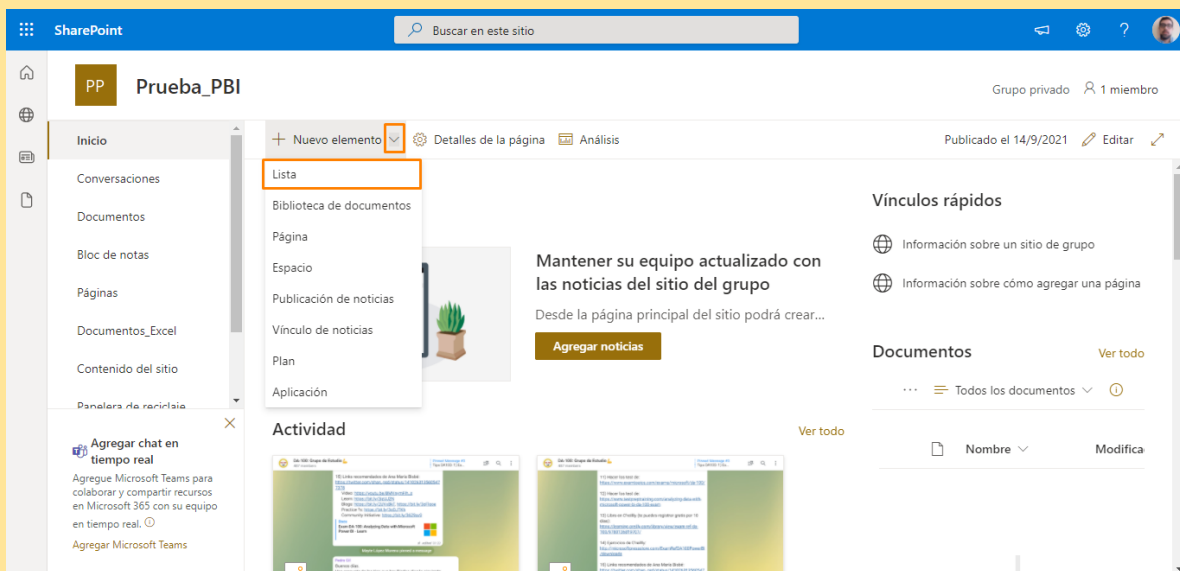 SharePoint
Buscar en este sitio
PP
Prueba_PBI
Grupo privado
1 miembro
Inicio
Conversaciones
Documentos
Bloc de notas
Páginas
Documentos_Excel
Contenido del sitio
Papelera de reciclaje
Agregar chat en
tiempo real
Agregue Microsoft Teams para
colaborar y compartir recursos
en Microsoft 365 con su equipo
en tiempo real.
Agregar Microsoft Teams
+ Nuevo elemento
Detalles de la página
Análisis
Publicado el 14/9/2021
Editar
Lista
Biblioteca de documentos
Página
Espacio
Publicación de noticias
Vínculo de noticias
Plan
Aplicación
Mantener su equipo actualizado con
las noticias del sitio del grupo
Desde la página principal del sitio podrá crear...
Agregar noticias
Actividad
Ver todo
Vínculos rápidos
Información sobre un sitio de grupo
Información sobre cómo agregar una página
Documentos
Ver todo
... Todos los documentos
Nombre
Modifica